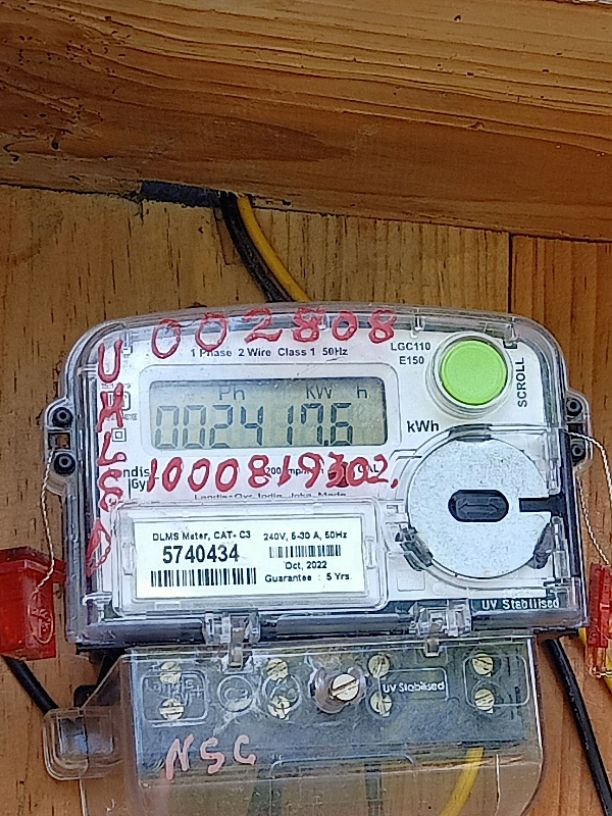 002808
1 Phase 2 Wire Class 1 50Hz
LGC110
E150
SCROLL
Ph kW h
002417.6
kWh
1000819302.
DLMS Meter, CAT- C3
5740434
240V, 5-30 A, 50Hz
Oct, 2022
Guarantee : 5 Yrs.
UV Stabilised
UV Stabilised
NSC